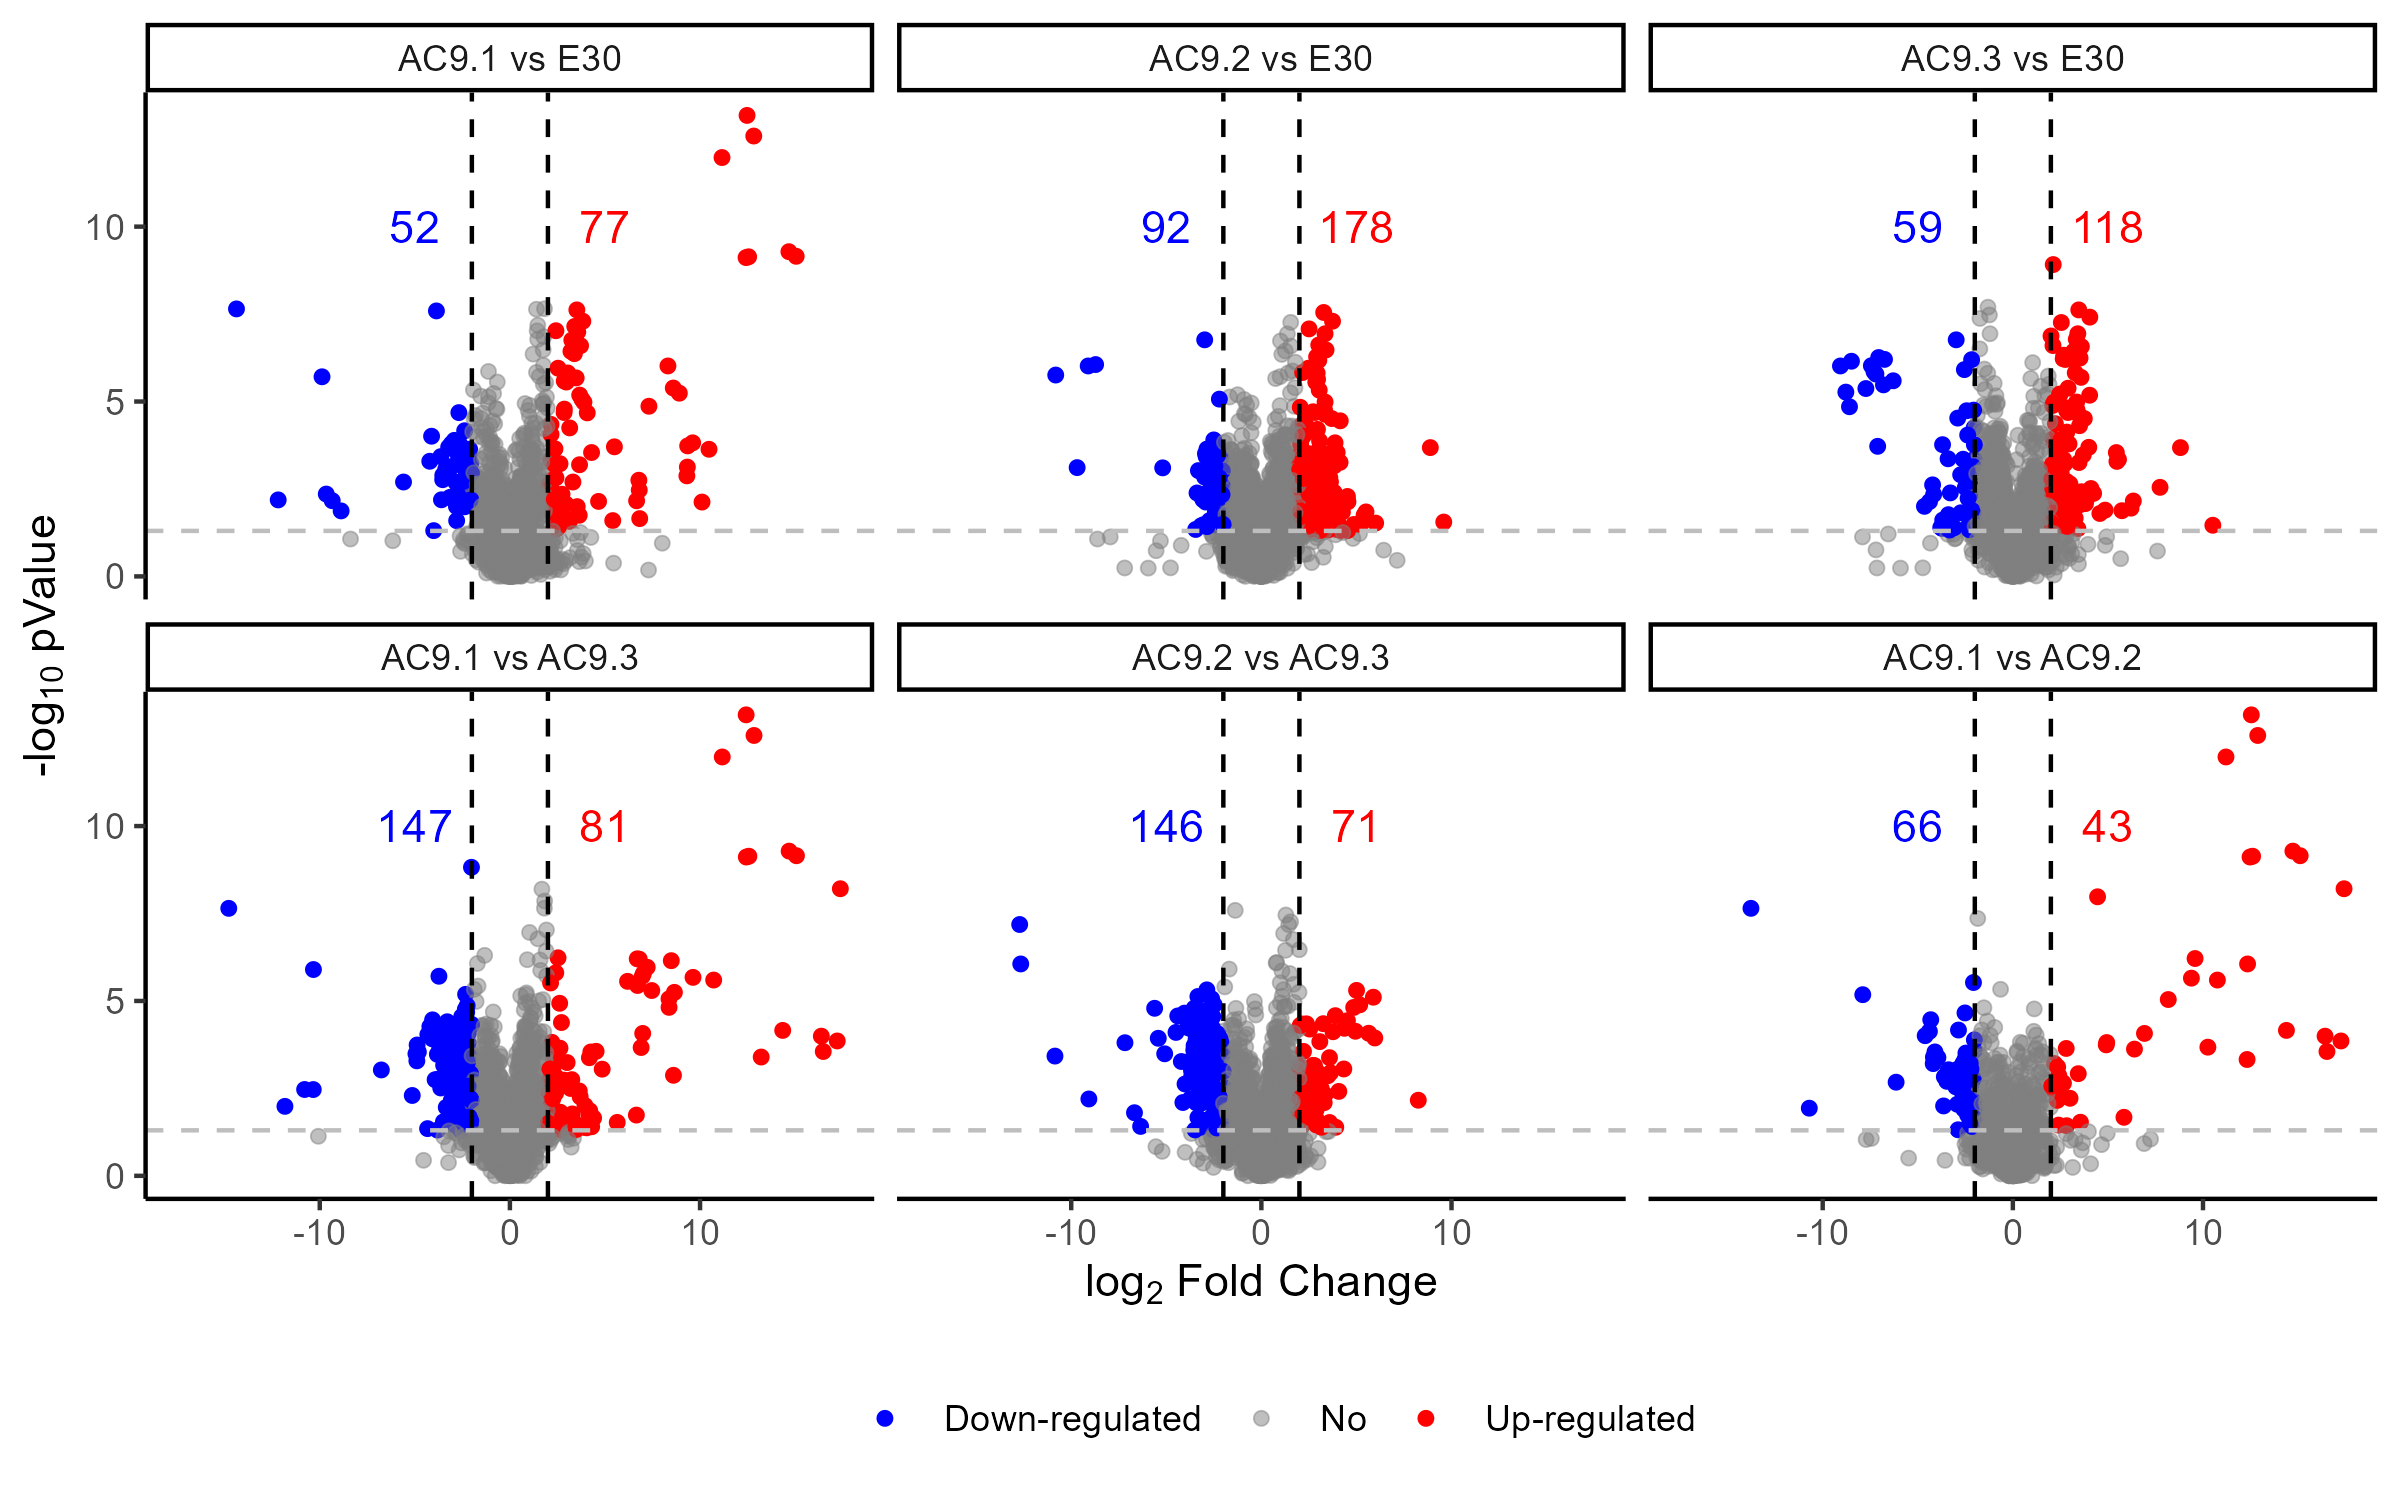 AC9.1 vs E30
AC9.2 vs E30
AC9.3 vs E30
52
77
92
178
59
118
10
5
0
AC9.1 vs AC9.3
AC9.2 vs AC9.3
AC9.1 vs AC9.2
147
81
146
71
66
43
10
5
0
-log10 pValue
-10 0 10
-10 0 10
-10 0 10
log2 Fold Change
Down-regulated No Up-regulated